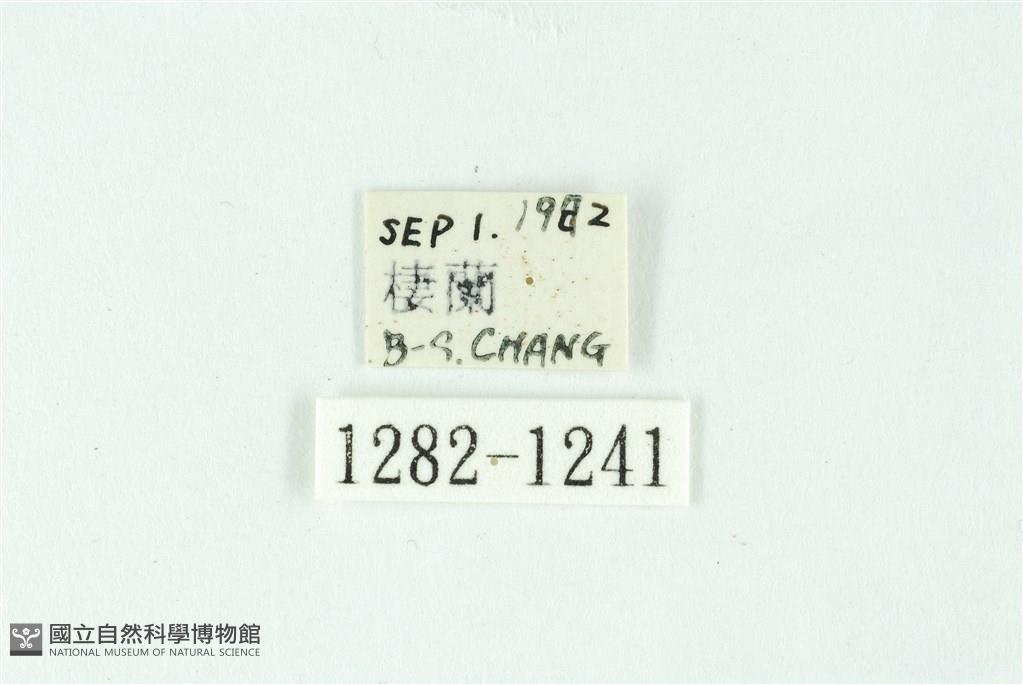 SEP 1. 1982
棲蘭
B-S. CHANG
1282-1241
國立自然科學博物館
NATIONAL MUSEUM OF NATURAL SCIENCE